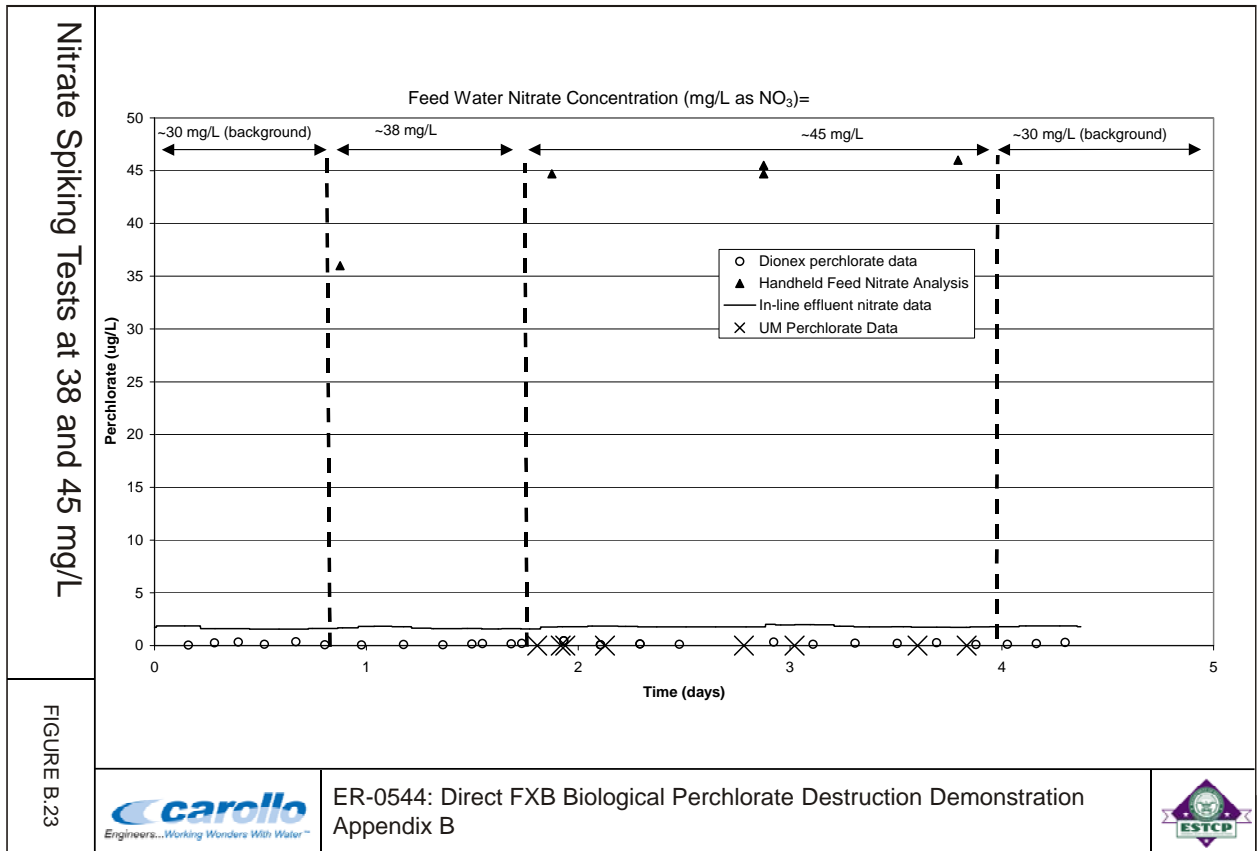 Nitrate Spiking Tests at 38 and 45 mg/L
FIGURE B.23
Feed Water Nitrate Concentration (mg/L as NO3)=
~30 mg/L (background)
~38 mg/L
~45 mg/L
~30 mg/L (background)
50
45
40
35
30
25
20
15
10
5
0
Perchlorate (ug/L)
Dionex perchlorate data
Handheld Feed Nitrate Analysis
In-line effluent nitrate data
UM Perchlorate Data
0 1 2 3 4 5
Time (days)
carollo
Engineers...Working Wonders With Water™
ER-0544: Direct FXB Biological Perchlorate Destruction Demonstration
Appendix B
ESTCP